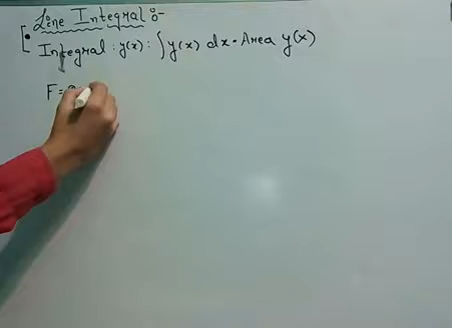 [• Line Integral :-
Integral : y(x) : ∫ y(x) dx = Area y(x)
F =